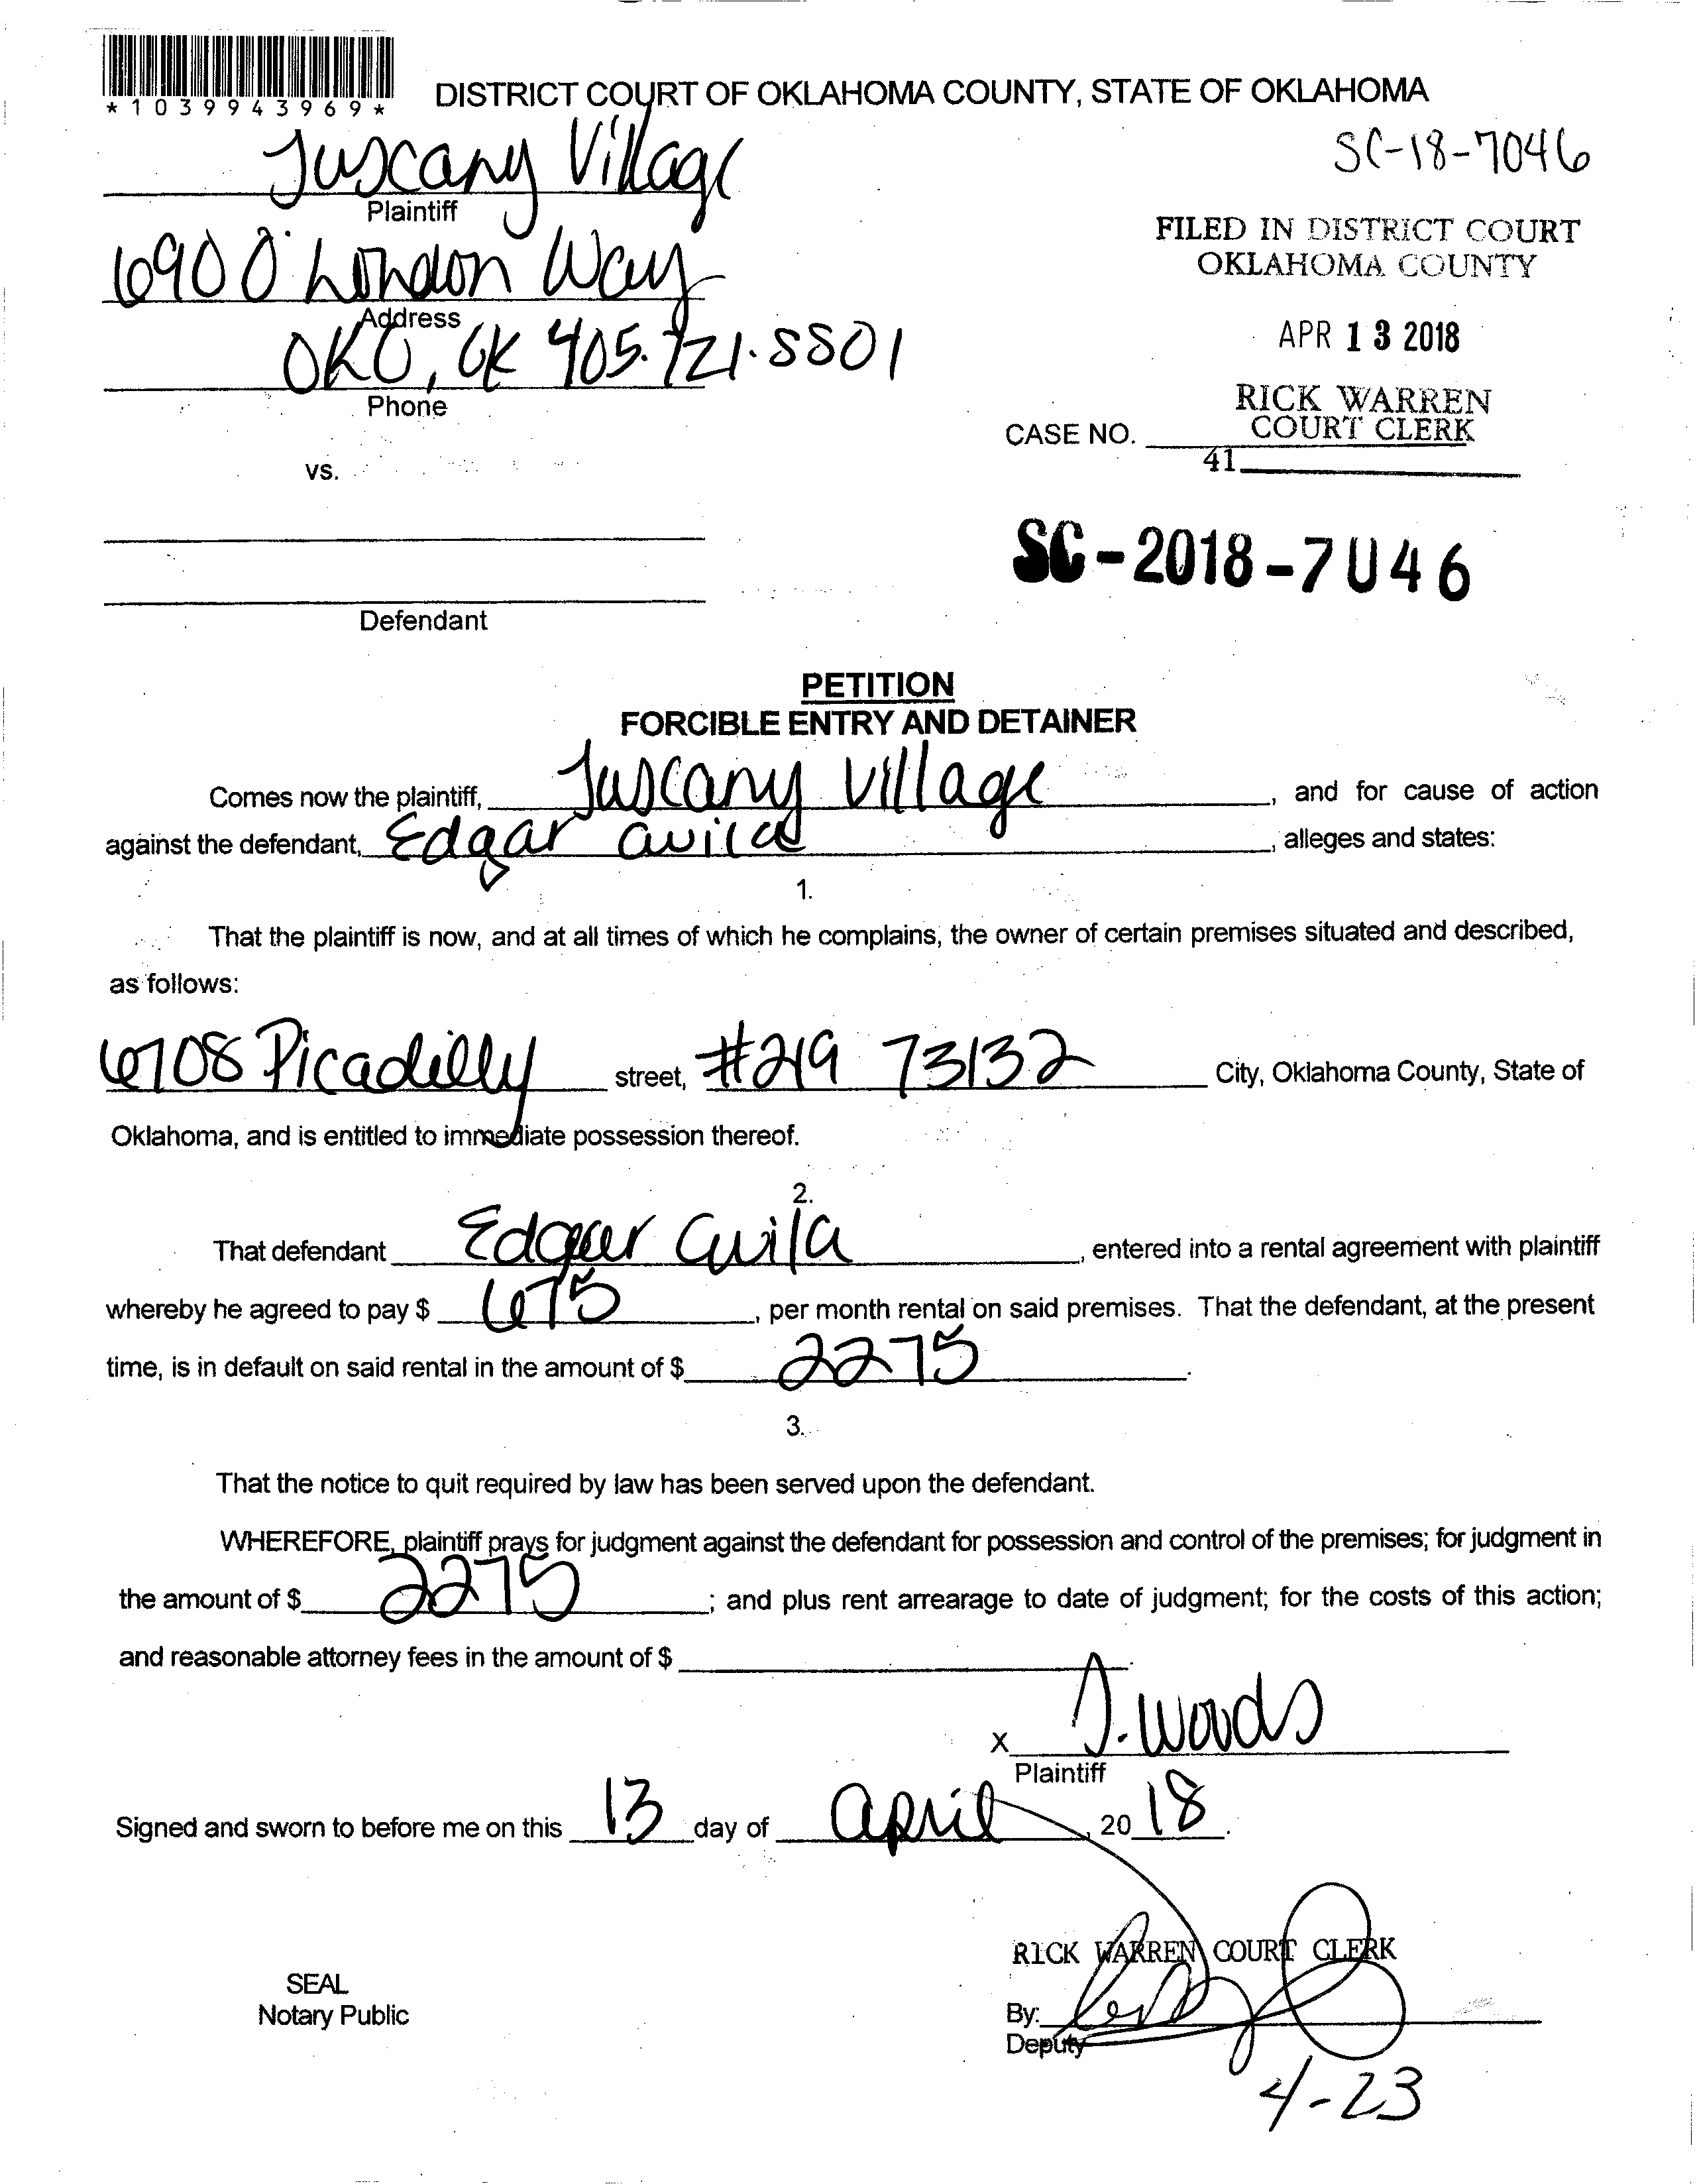 *1039943969*
DISTRICT COURT OF OKLAHOMA COUNTY, STATE OF OKLAHOMA
Tuscany Village
SC-18-7046
Plaintiff
FILED IN DISTRICT COURT
OKLAHOMA COUNTY
6900 London Way
Address
APR 13 2018
OKC, OK 405.721.5501
Phone
RICK WARREN
COURT CLERK
CASE NO.
41
vs.
SC-2018-7046
Defendant
PETITION
FORCIBLE ENTRY AND DETAINER
Comes now the plaintiff, Tuscany Village, and for cause of action
against the defendant, Edgar avila, alleges and states:
1.
That the plaintiff is now, and at all times of which he complains, the owner of certain premises situated and described,
as follows:
6708 Picadilly street, #219 73132 City, Oklahoma County, State of
Oklahoma, and is entitled to immediate possession thereof.
2.
That defendant Edgar avila, entered into a rental agreement with plaintiff
whereby he agreed to pay $ 675, per month rental on said premises. That the defendant, at the present
time, is in default on said rental in the amount of $ 2275.
3.
That the notice to quit required by law has been served upon the defendant.
WHEREFORE, plaintiff prays for judgment against the defendant for possession and control of the premises; for judgment in
the amount of $ 2275; and plus rent arrearage to date of judgment; for the costs of this action;
and reasonable attorney fees in the amount of $
X J. Woods
Plaintiff
Signed and sworn to before me on this 13 day of april, 2018.
RICK WARREN COURT CLERK
SEAL
Notary Public
By:
Deputy
4-23